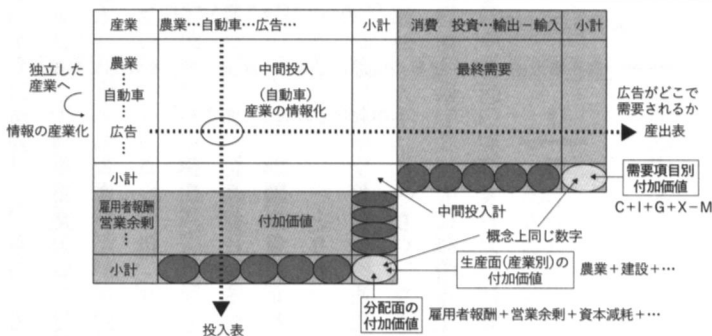 産業 農業…自動車…広告… 小計 消費 投資…輸出－輸入 小計
独立した
産業へ
情報の産業化
農業
⋮
自動車
⋮
広告
⋮
中間投入
（自動車）
産業の情報化
最終需要
広告がどこで
需要されるか
産出表
小計
需要項目別
付加価値
C＋I＋G＋X－M
雇用者報酬
営業余剰
⋮
付加価値
中間投入計
概念上同じ数字
小計
生産面（産業別）の
付加価値
農業＋建設＋…
分配面の
付加価値
雇用者報酬＋営業余剰＋資本減耗＋…
投入表